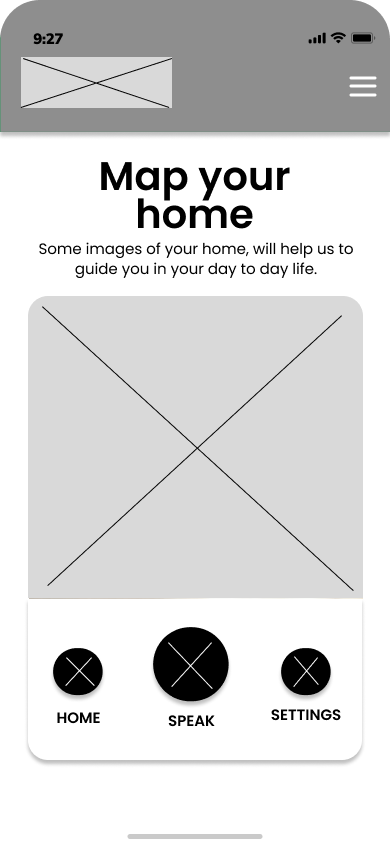 9:27
Map your
home
Some images of your home, will help us to
guide you in your day to day life.
HOME
SPEAK
SETTINGS